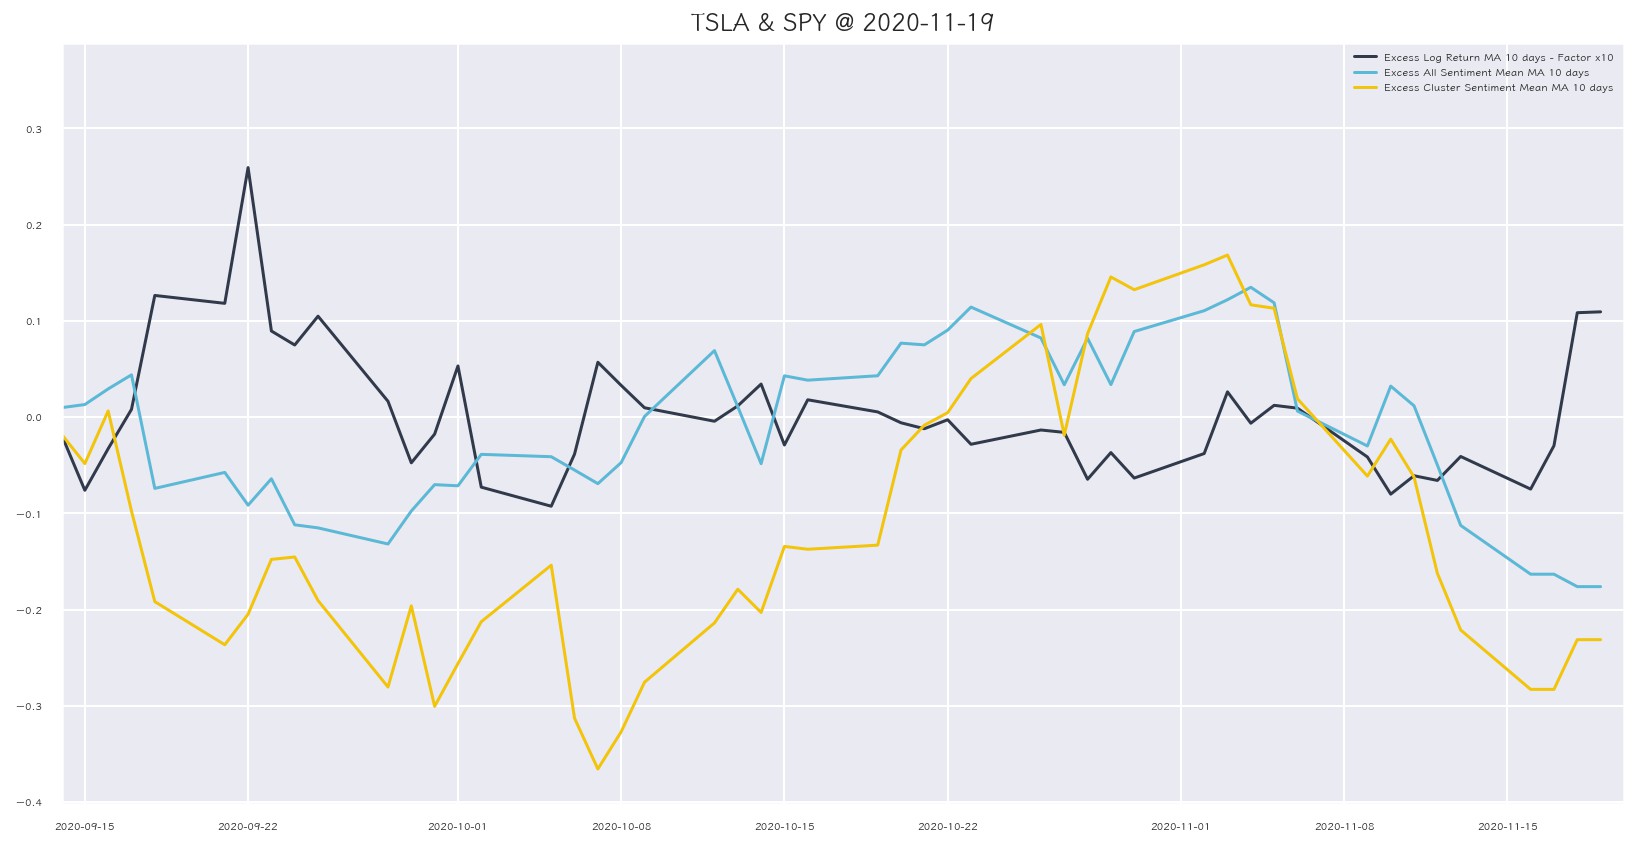 TSLA & SPY @ 2020-11-19
Excess Log Return MA 10 days - Factor x10
Excess All Sentiment Mean MA 10 days
Excess Cluster Sentiment Mean MA 10 days
0.3
0.2
0.1
0.0
−0.1
−0.2
−0.3
−0.4
2020-09-15 2020-09-22 2020-10-01 2020-10-08 2020-10-15 2020-10-22 2020-11-01 2020-11-08 2020-11-15